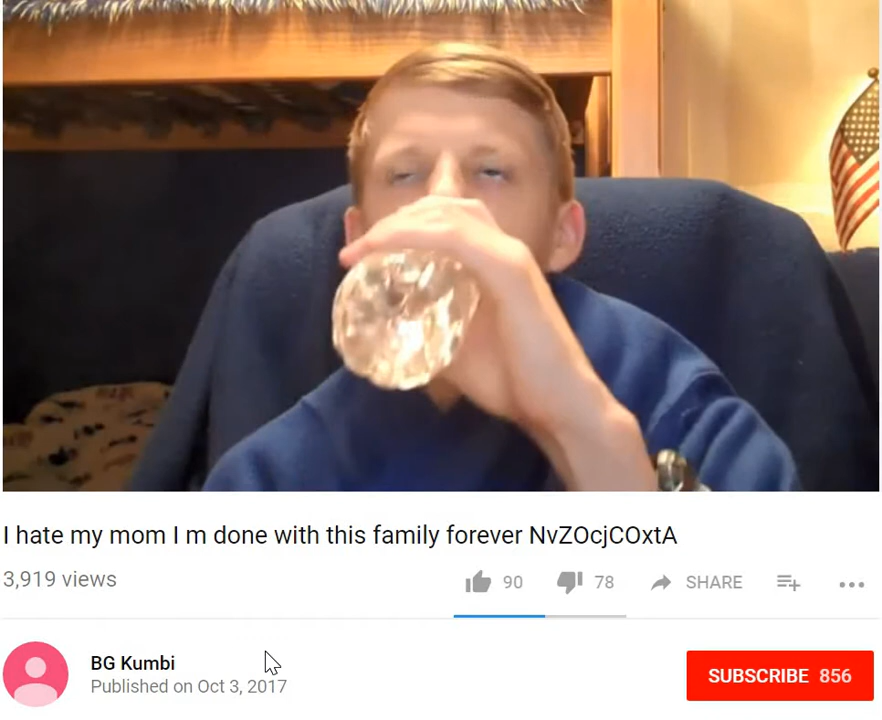 I hate my mom I m done with this family forever NvZOcjCOxtA
3,919 views
90
78
SHARE
BG Kumbi
Published on Oct 3, 2017
SUBSCRIBE 856